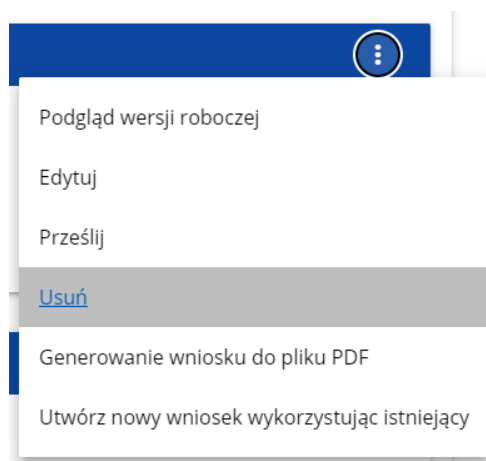 Podgląd wersji roboczej
Edytuj
Prześlij
Usuń
Generowanie wniosku do pliku PDF
Utwórz nowy wniosek wykorzystując istniejący